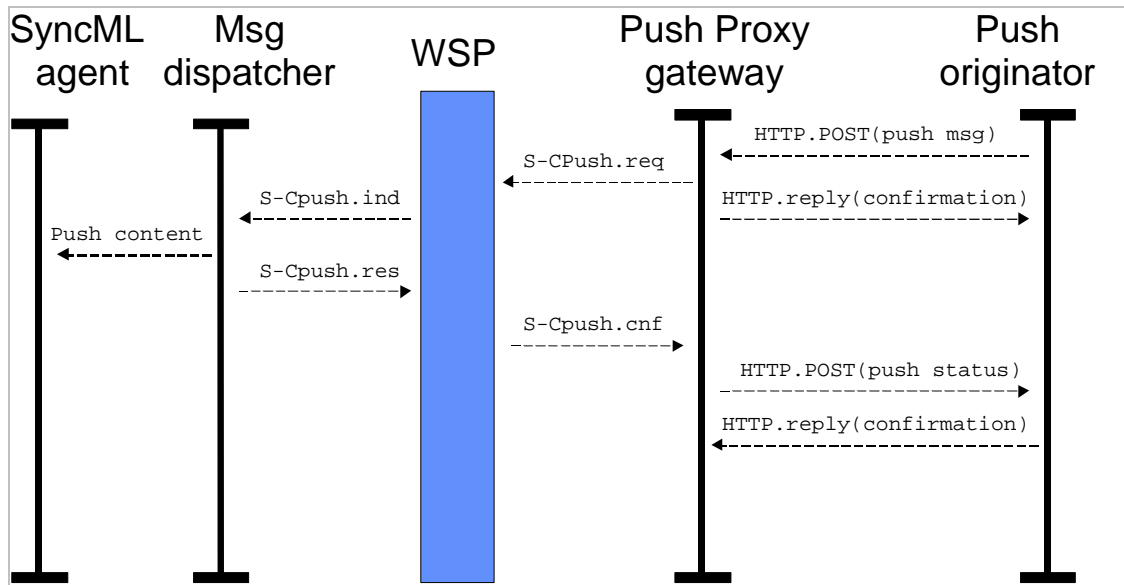 SyncML
agent
Msg
dispatcher
WSP
Push Proxy
gateway
Push
originator
HTTP.POST(push msg)
S-CPush.req
S-Cpush.ind
HTTP.reply(confirmation)
Push content
S-Cpush.res
S-Cpush.cnf
HTTP.POST(push status)
HTTP.reply(confirmation)